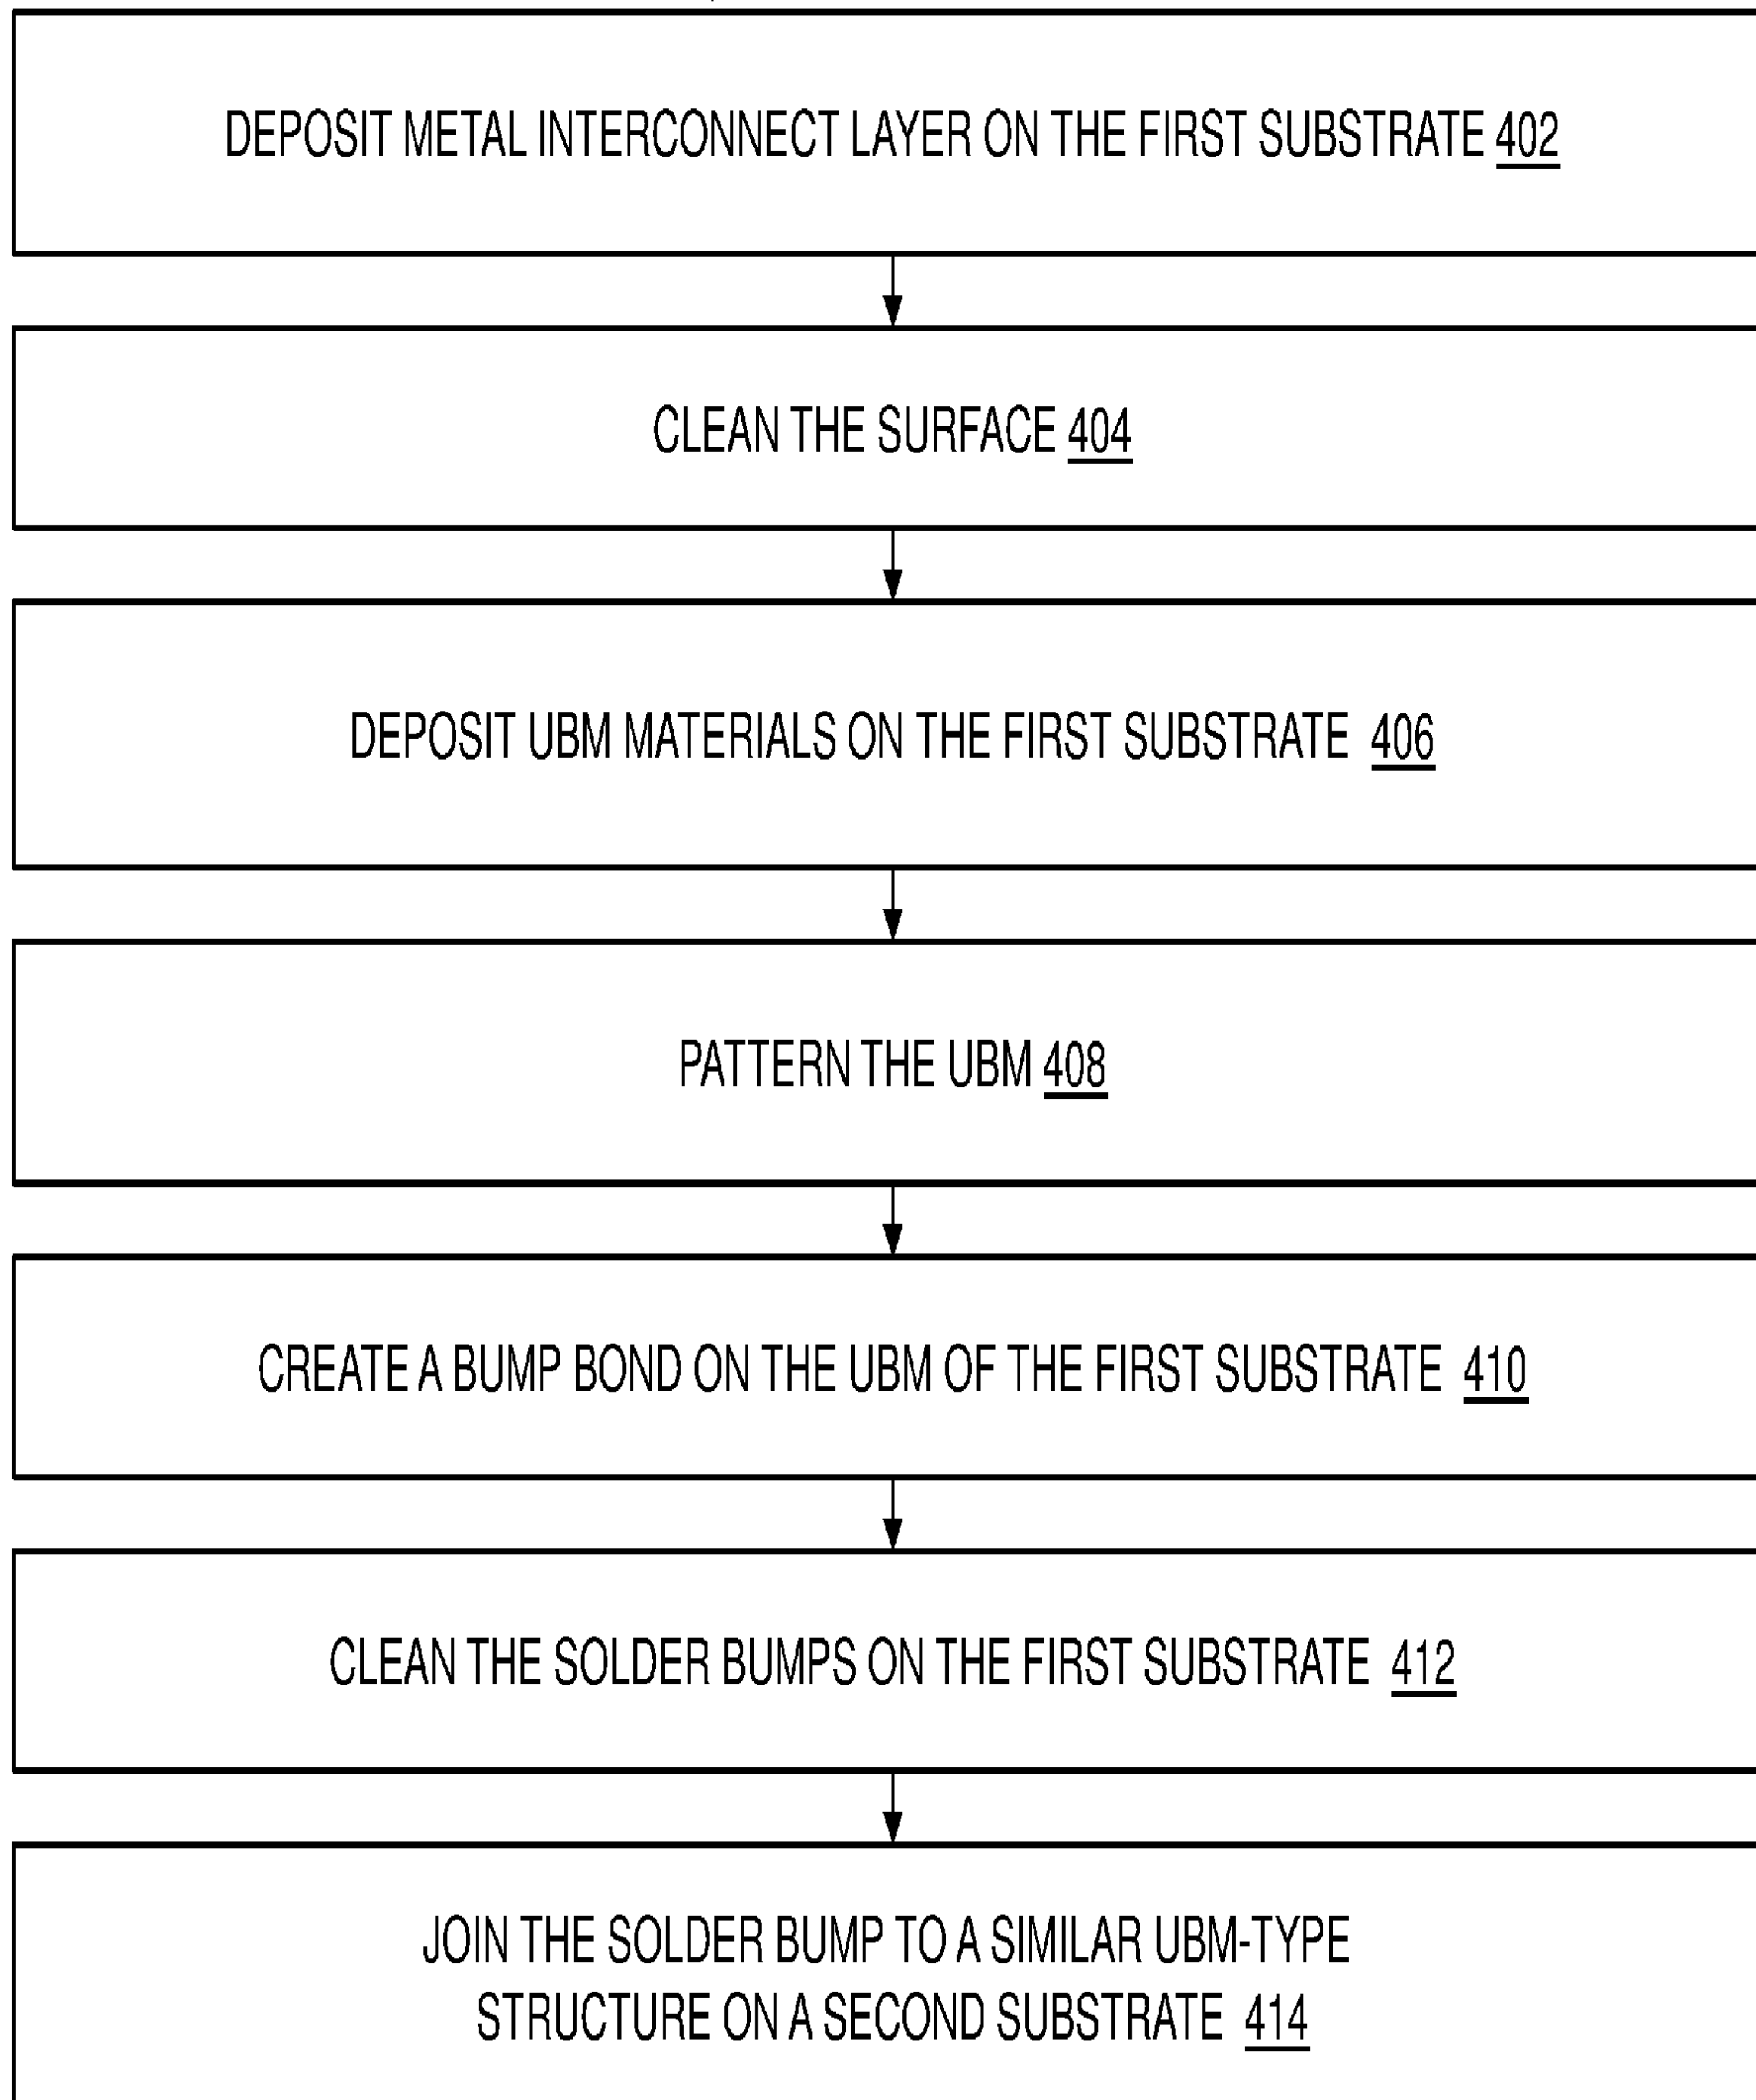 DEPOSIT METAL INTERCONNECT LAYER ON THE FIRST SUBSTRATE 402
CLEAN THE SURFACE 404
DEPOSIT UBM MATERIALS ON THE FIRST SUBSTRATE 406
PATTERN THE UBM 408
CREATE A BUMP BOND ON THE UBM OF THE FIRST SUBSTRATE 410
CLEAN THE SOLDER BUMPS ON THE FIRST SUBSTRATE 412
JOIN THE SOLDER BUMP TO A SIMILAR UBM-TYPE
STRUCTURE ON A SECOND SUBSTRATE 414